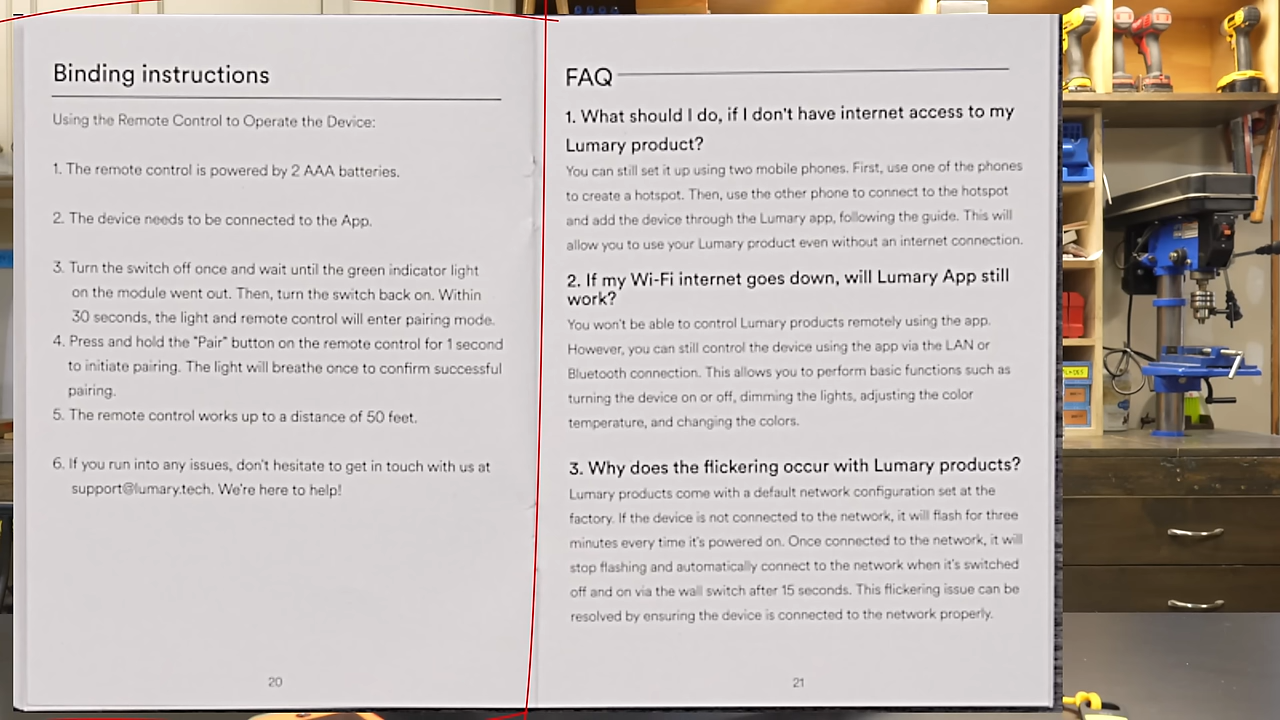 Binding instructions
Using the Remote Control to Operate the Device:
1. The remote control is powered by 2 AAA batteries.
2. The device needs to be connected to the App.
3. Turn the switch off once and wait until the green indicator light
on the module went out. Then, turn the switch back on. Within
30 seconds, the light and remote control will enter pairing mode.
4. Press and hold the "Pair" button on the remote control for 1 second
to initiate pairing. The light will breathe once to confirm successful
pairing.
5. The remote control works up to a distance of 50 feet.
6. If you run into any issues, don't hesitate to get in touch with us at
support@lumary.tech. We're here to help!
20
FAQ
1. What should I do, if I don't have internet access to my
Lumary product?
You can still set it up using two mobile phones. First, use one of the phones
to create a hotspot. Then, use the other phone to connect to the hotspot
and add the device through the Lumary app, following the guide. This will
allow you to use your Lumary product even without an internet connection.
2. If my Wi-Fi internet goes down, will Lumary App still
work?
You won't be able to control Lumary products remotely using the app.
However, you can still control the device using the app via the LAN or
Bluetooth connection. This allows you to perform basic functions such as
turning the device on or off, dimming the lights, adjusting the color
temperature, and changing the colors.
3. Why does the flickering occur with Lumary products?
Lumary products come with a default network configuration set at the
factory. If the device is not connected to the network, it will flash for three
minutes every time it's powered on. Once connected to the network, it will
stop flashing and automatically connect to the network when it's switched
off and on via the wall switch after 15 seconds. This flickering issue can be
resolved by ensuring the device is connected to the network properly.
21